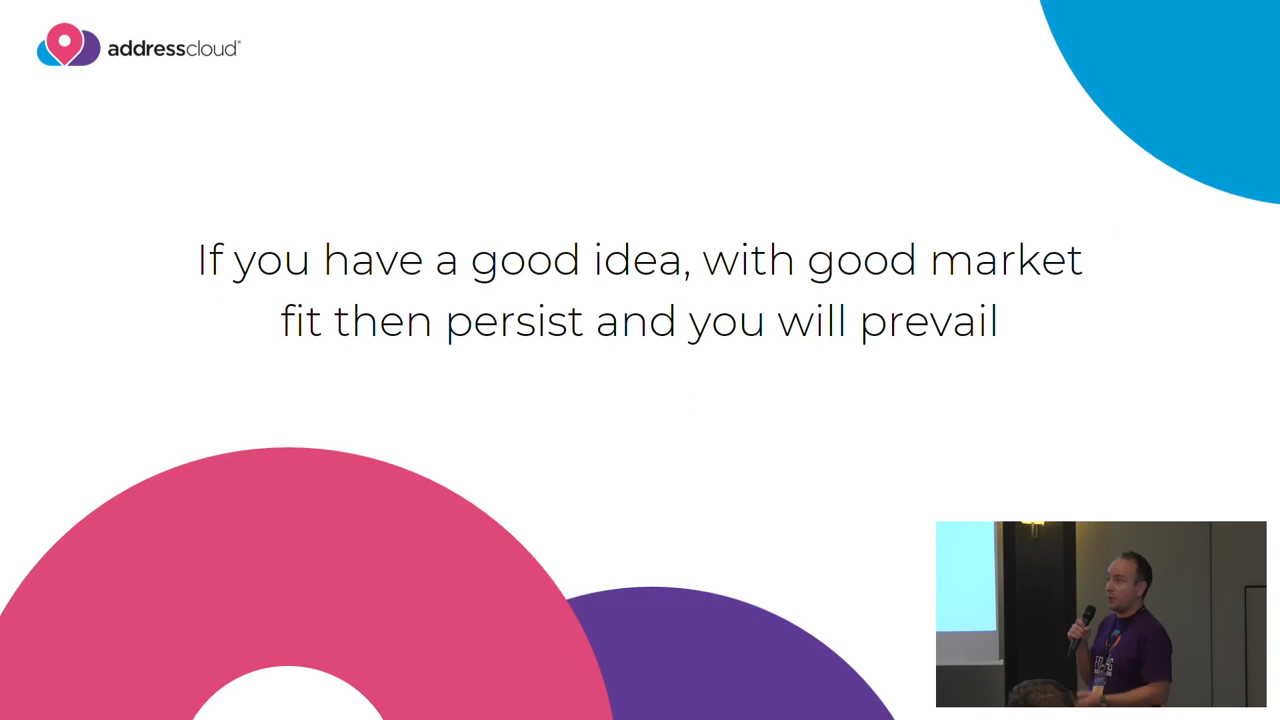 addresscloud®
If you have a good idea, with good market
fit then persist and you will prevail